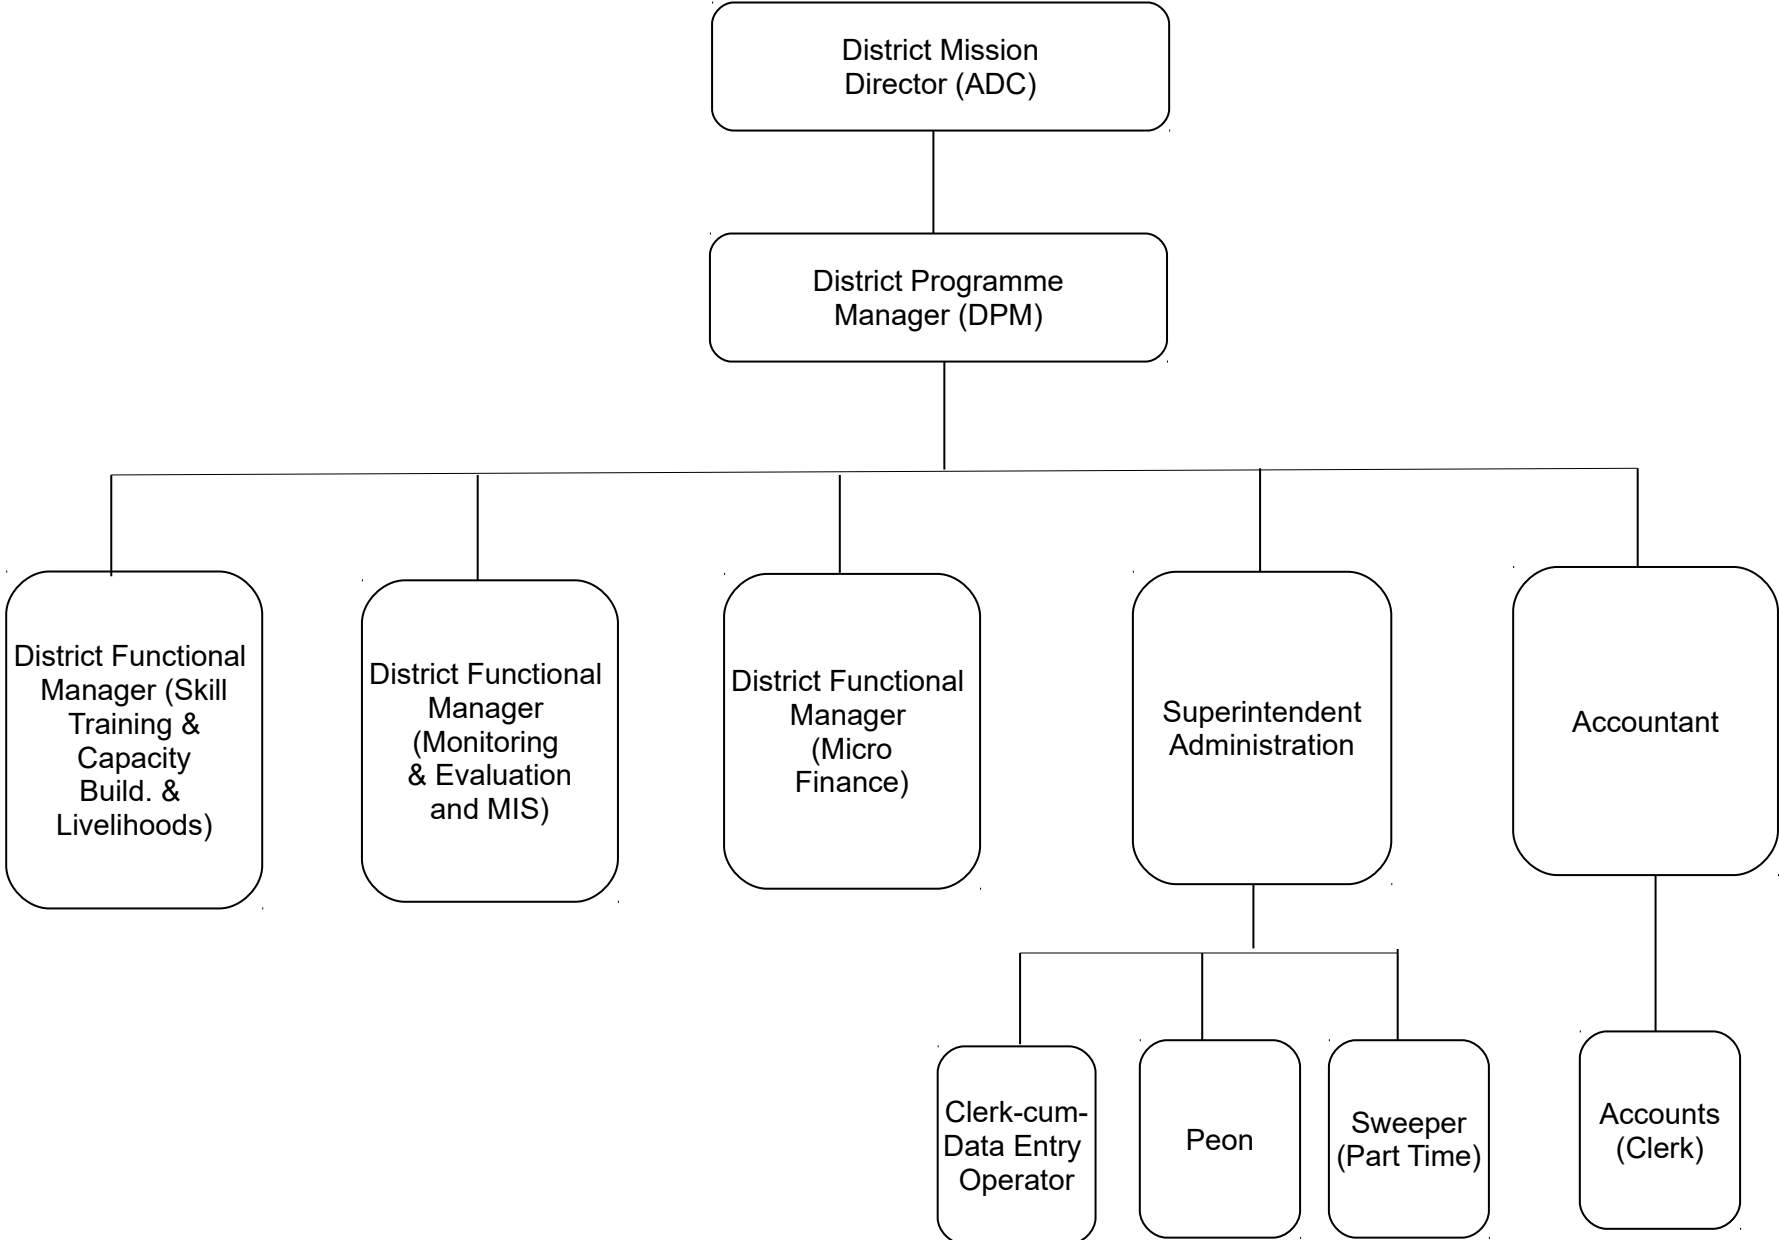 District Mission
Director (ADC)
District Programme
Manager (DPM)
District Functional
Manager (Skill
Training &
Capacity
Build. &
Livelihoods)
District Functional
Manager
(Monitoring
& Evaluation
and MIS)
District Functional
Manager
(Micro
Finance)
Superintendent
Administration
Accountant
Clerk-cum-
Data Entry
Operator
Peon
Sweeper
(Part Time)
Accounts
(Clerk)